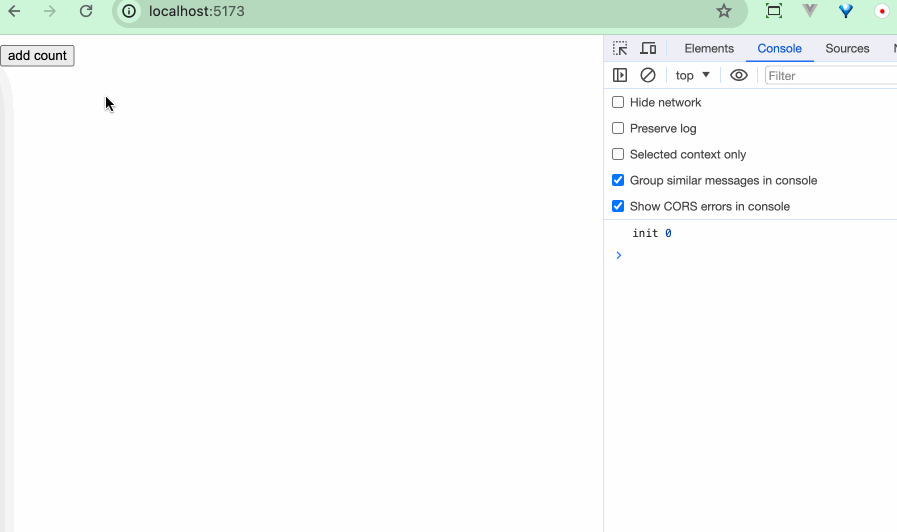 localhost:5173
add count
Elements Console Sources
top Filter
Hide network
Preserve log
Selected context only
Group similar messages in console
Show CORS errors in console
init 0